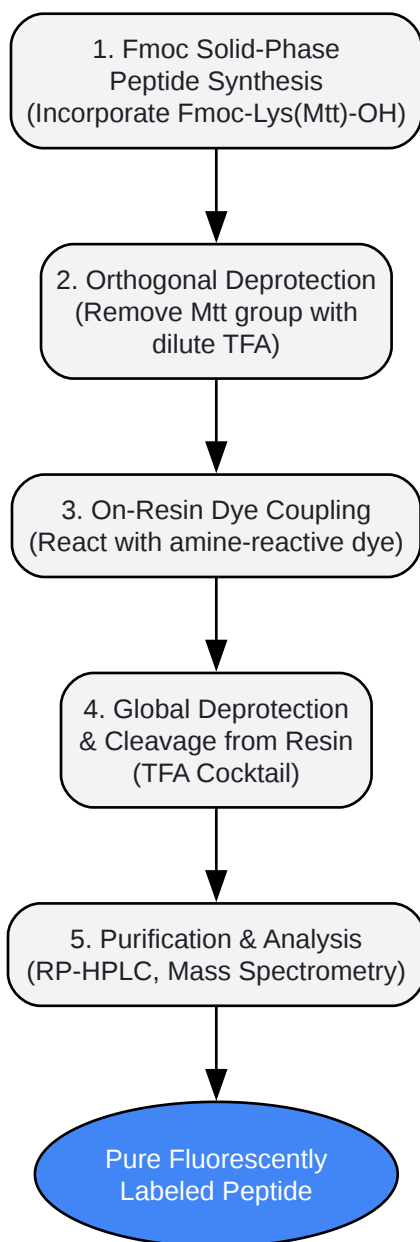 1. Fmoc Solid-Phase
Peptide Synthesis
(Incorporate Fmoc-Lys(Mtt)-OH)
2. Orthogonal Deprotection
(Remove Mtt group with
dilute TFA)
3. On-Resin Dye Coupling
(React with amine-reactive dye)
4. Global Deprotection
& Cleavage from Resin
(TFA Cocktail)
5. Purification & Analysis
(RP-HPLC, Mass Spectrometry)
Pure Fluorescently
Labeled Peptide